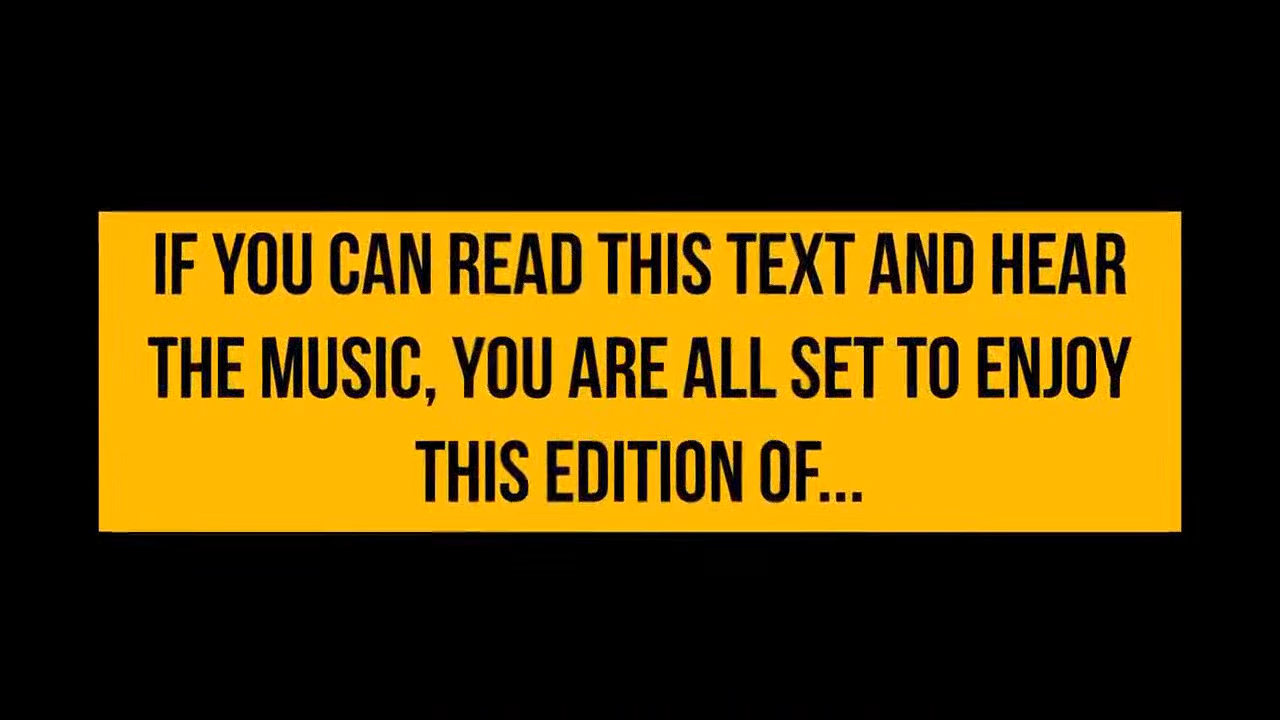 IF YOU CAN READ THIS TEXT AND HEAR
THE MUSIC, YOU ARE ALL SET TO ENJOY
THIS EDITION OF...